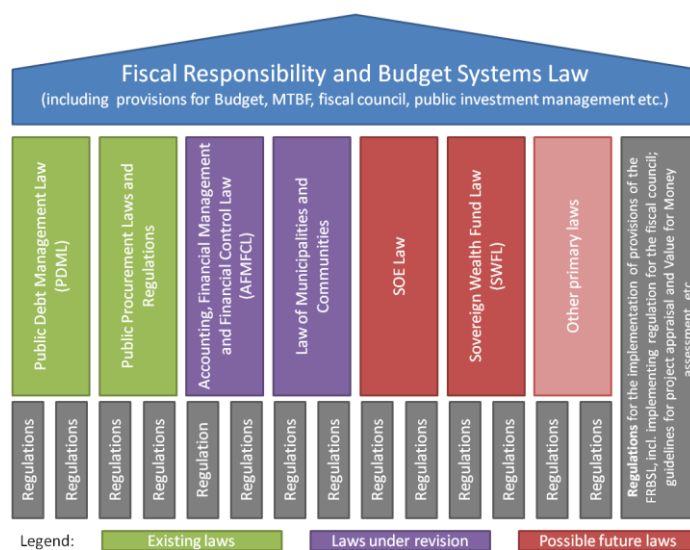 Fiscal Responsibility and Budget Systems Law
(including provisions for Budget, MTBF, fiscal council, public investment management etc.)
Public Debt Management Law
(PDML)
Public Procurement Laws and
Regulations
Accounting, Financial Management
and Financial Control Law
(AFMFCL)
Law of Municipalities and
Communities
SOE Law
Sovereign Wealth Fund Law
(SWFL)
Other primary laws
Regulations for the implementation of provisions of the
FRBSL, incl. implementing regulation for the fiscal council;
guidelines for project appraisal and Value for Money
assessment, etc
Regulations
Regulations
Regulations
Regulations
Regulation
Regulations
Regulations
Regulations
Regulations
Regulations
Regulations
Regulations
Regulations
Regulations
Legend:
Existing laws
Laws under revision
Possible future laws